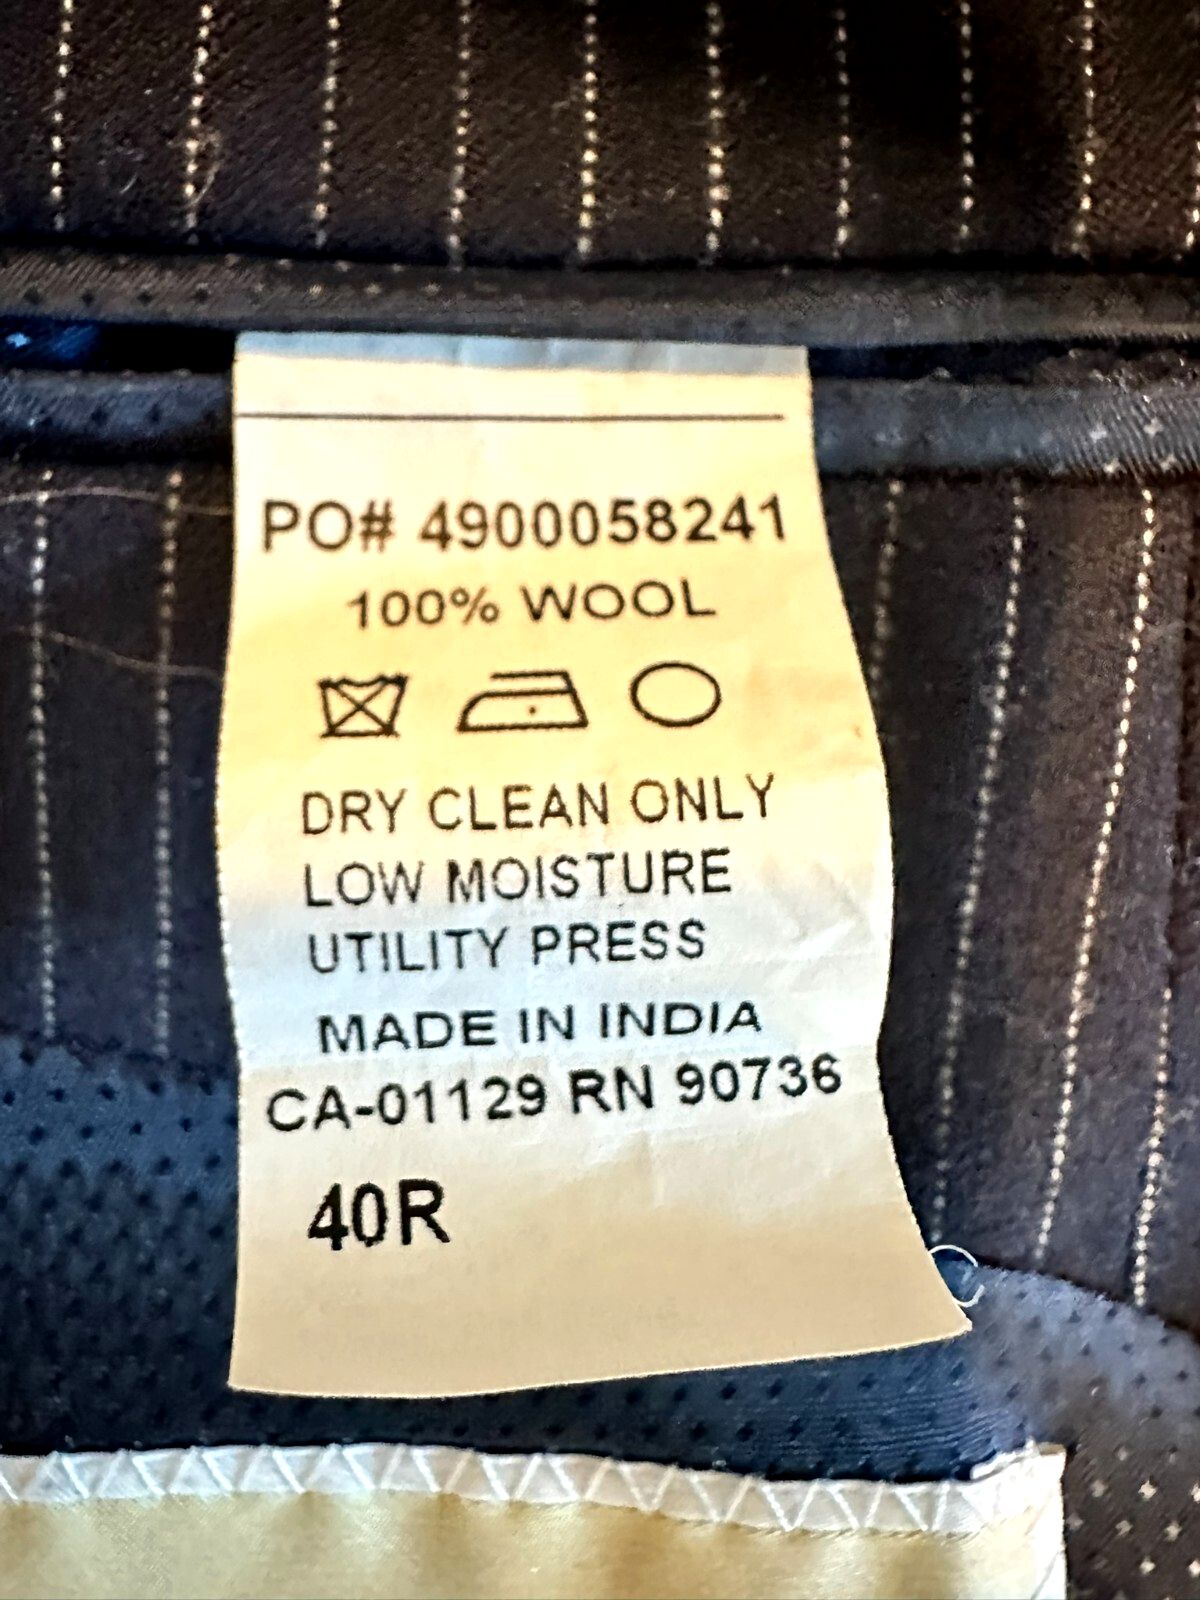 PO# 4900058241
100% WOOL
DRY CLEAN ONLY
LOW MOISTURE
UTILITY PRESS
MADE IN INDIA
CA-01129 RN 90736
40R